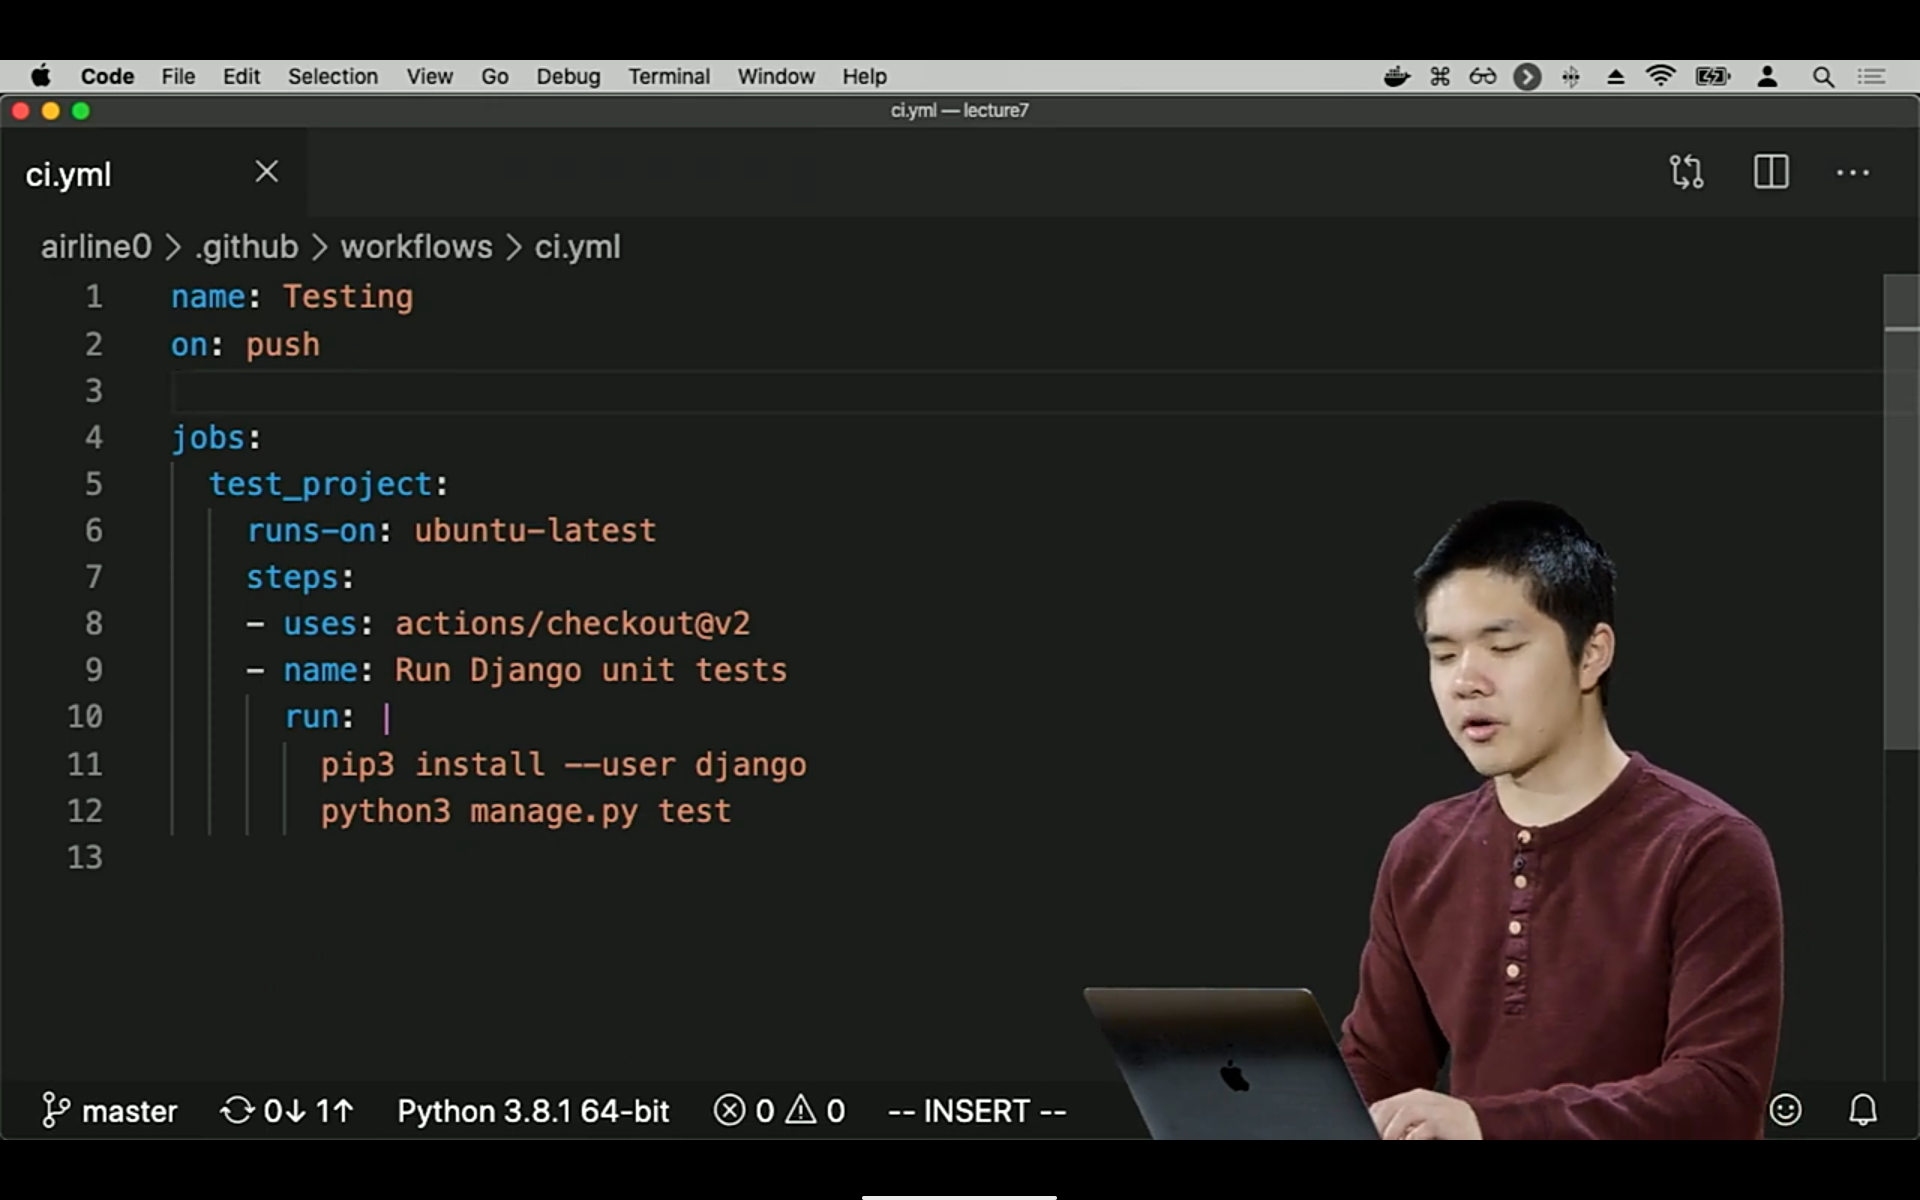 Code File Edit Selection View Go Debug Terminal Window Help
ci.yml — lecture7
ci.yml
airline0 > .github > workflows > ci.yml
1 name: Testing
2 on: push
3
4 jobs:
5 test_project:
6 runs-on: ubuntu-latest
7 steps:
8 - uses: actions/checkout@v2
9 - name: Run Django unit tests
10 run: |
11 pip3 install --user django
12 python3 manage.py test
13
master 0↓ 1↑ Python 3.8.1 64-bit 0 0 -- INSERT --